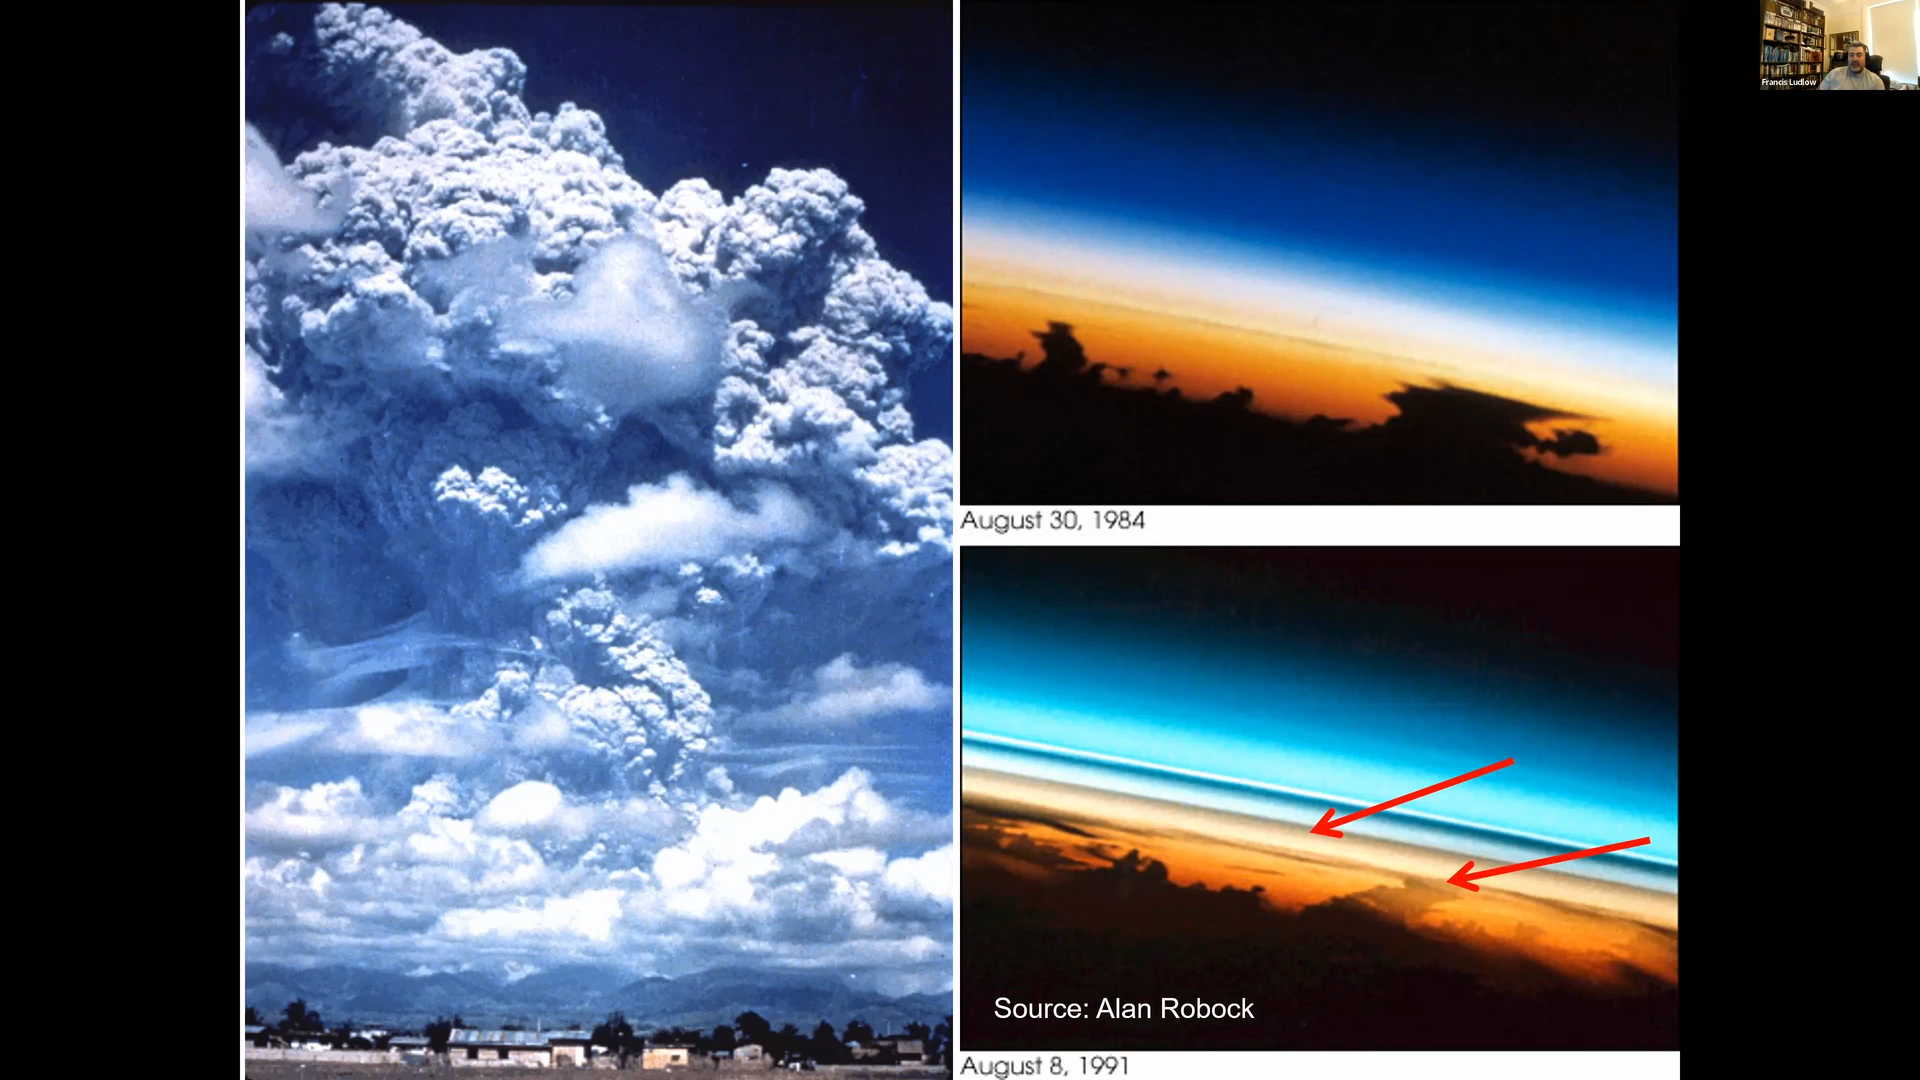 Francis Ludlow
August 30, 1984
Source: Alan Robock
August 8, 1991